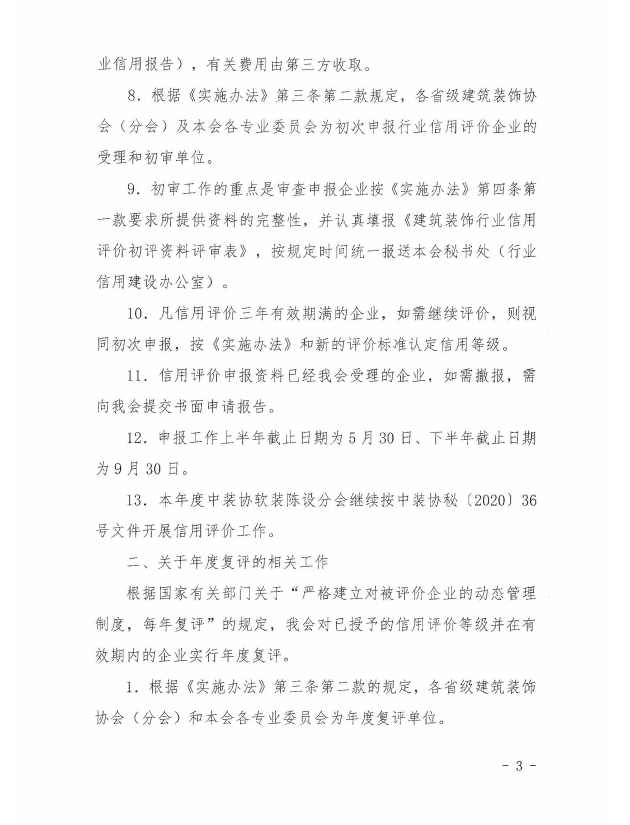 业信用报告），有关费用由第三方收取。
8. 根据《实施办法》第三条第二款规定，各省级建筑装饰协
会（分会）及本会各专业委员会为初次申报行业信用评价企业的
受理和初审单位。
9. 初审工作的重点是审查申报企业按《实施办法》第四条第
一款要求所提供资料的完整性，并认真填报《建筑装饰行业信用
评价初评资料评审表》，按规定时间统一报送本会秘书处（行业
信用建设办公室）。
10. 凡信用评价三年有效期满的企业，如需继续评价，则视
同初次申报，按《实施办法》和新的评价标准认定信用等级。
11. 信用评价申报资料已经我会受理的企业，如需撤报，需
向我会提交书面申请报告。
12. 申报工作上半年截止日期为 5 月 30 日、下半年截止日期
为 9 月 30 日。
13. 本年度中装协软装陈设分会继续按中装协秘〔2020〕36
号文件开展信用评价工作。
二、关于年度复评的相关工作
根据国家有关部门关于“严格建立对被评价企业的动态管理
制度，每年复评”的规定，我会对已授予的信用评价等级并在有
效期内的企业实行年度复评。
1. 根据《实施办法》第三条第二款的规定，各省级建筑装饰
协会（分会）和本会各专业委员会为年度复评单位。
- 3 -